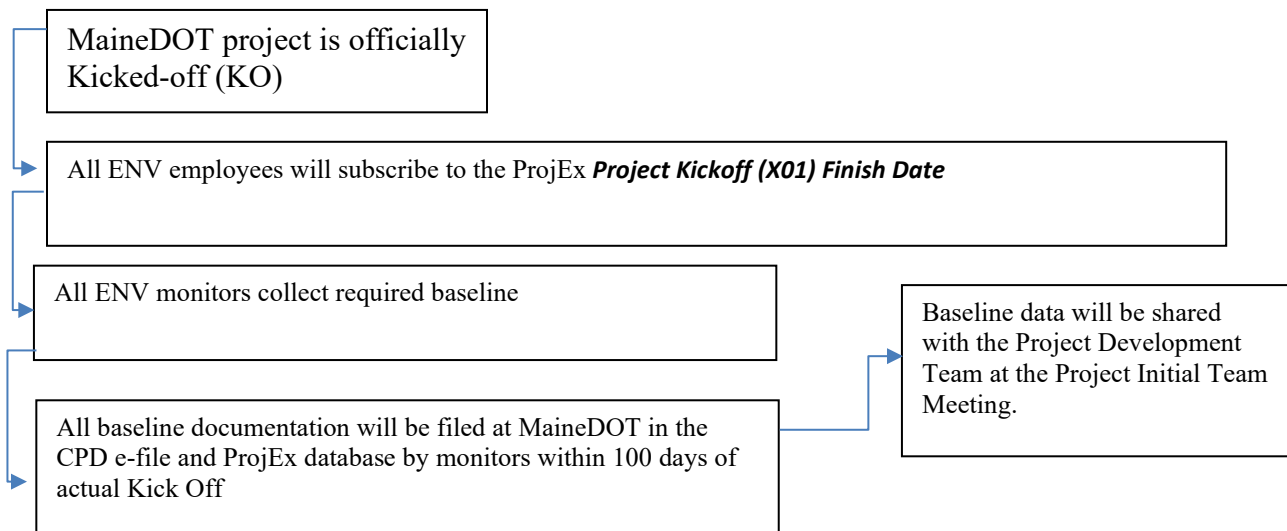 MaineDOT project is officially
Kicked-off (KO)
All ENV employees will subscribe to the ProjEx Project Kickoff (X01) Finish Date
All ENV monitors collect required baseline
Baseline data will be shared
with the Project Development
Team at the Project Initial Team
Meeting.
All baseline documentation will be filed at MaineDOT in the
CPD e-file and ProjEx database by monitors within 100 days of
actual Kick Off